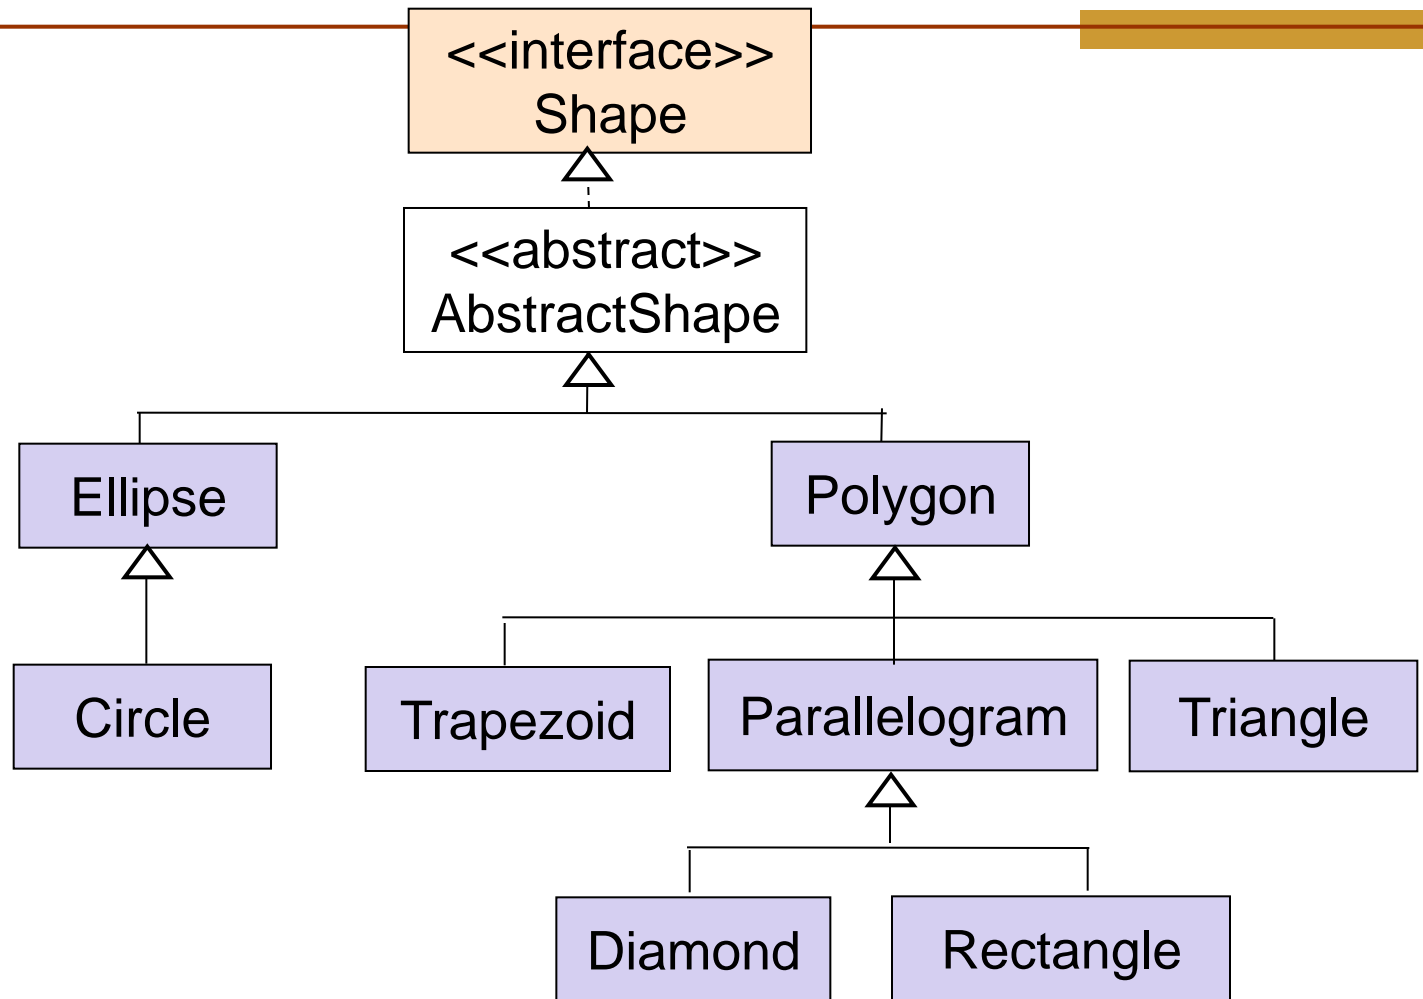 <<interface>>
Shape
<<abstract>>
AbstractShape
Ellipse
Polygon
Circle
Trapezoid
Parallelogram
Triangle
Diamond
Rectangle